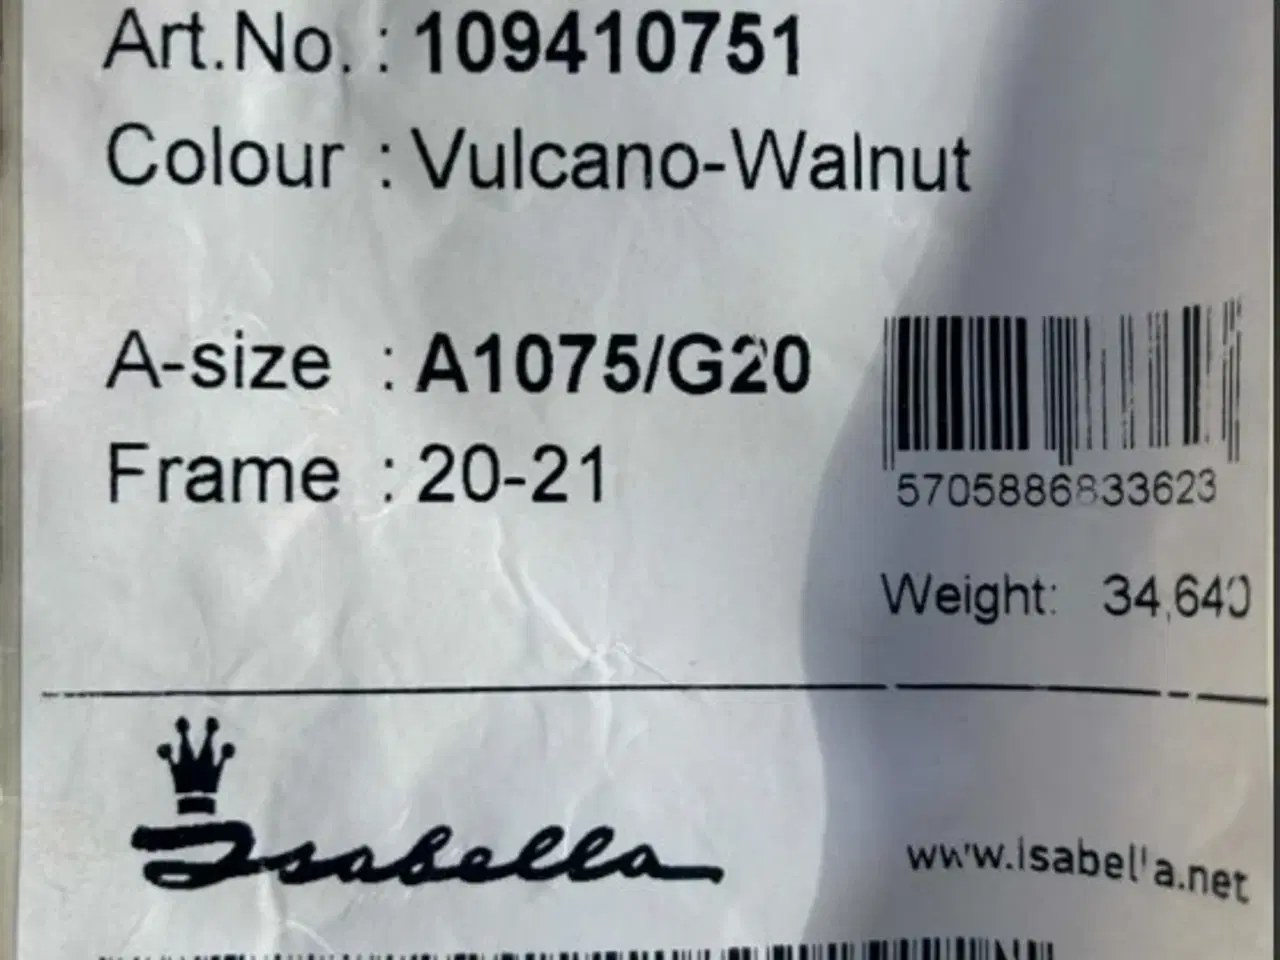 Art.No. : 109410751
Colour : Vulcano-Walnut
A-size : A1075/G20
Frame : 20-21
5705886833623
Weight: 34,640
Isabella
www.isabella.net